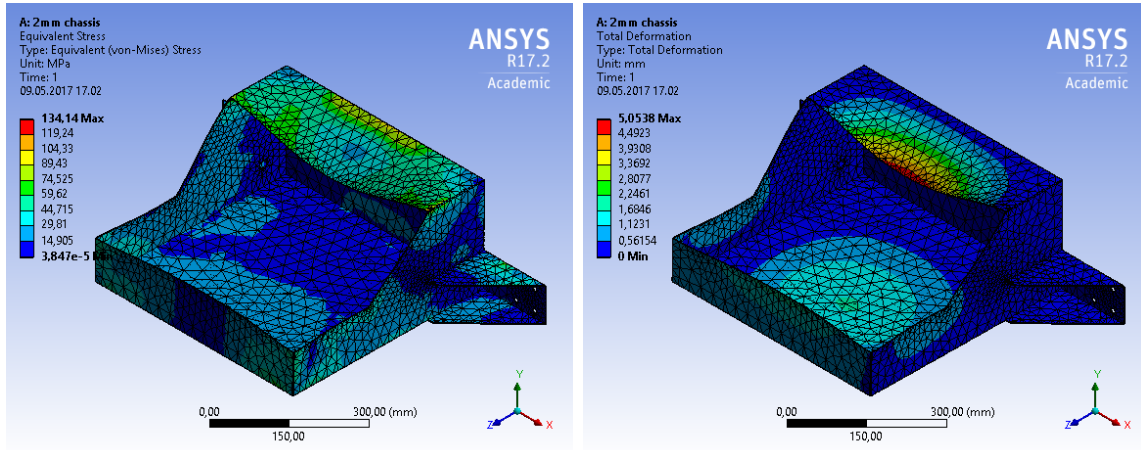 A: 2mm chassis
Equivalent Stress
Type: Equivalent (von-Mises) Stress
Unit: MPa
Time: 1
09.05.2017 17.02
ANSYS
R17.2
Academic
134,14 Max
119,24
104,33
89,43
74,525
59,62
44,715
29,81
14,905
3,847e-5
Y
Z
X
0,00
300,00 (mm)
150,00
A: 2mm chassis
Total Deformation
Type: Total Deformation
Unit: mm
Time: 1
09.05.2017 17.02
ANSYS
R17.2
Academic
5,0538 Max
4,4923
3,9308
3,3692
2,8077
2,2461
1,6846
1,1231
0,56154
0 Min
Y
Z
X
0,00
300,00 (mm)
150,00